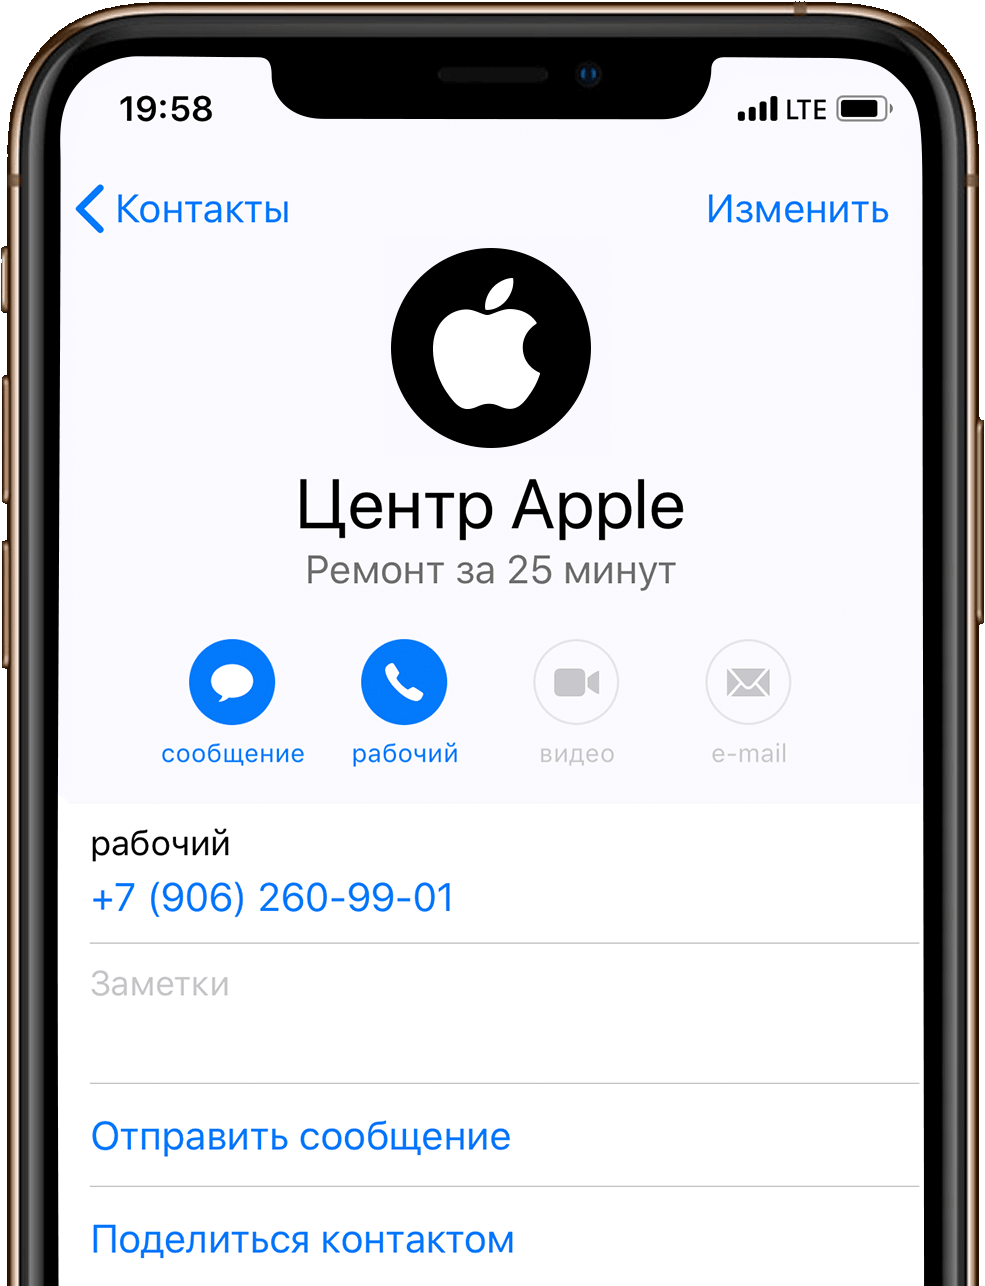 19:58 LTE
Контакты Изменить
Центр Apple
Ремонт за 25 минут
сообщение рабочий видео e-mail
рабочий
+7 (906) 260-99-01
Заметки
Отправить сообщение
Поделиться контактом